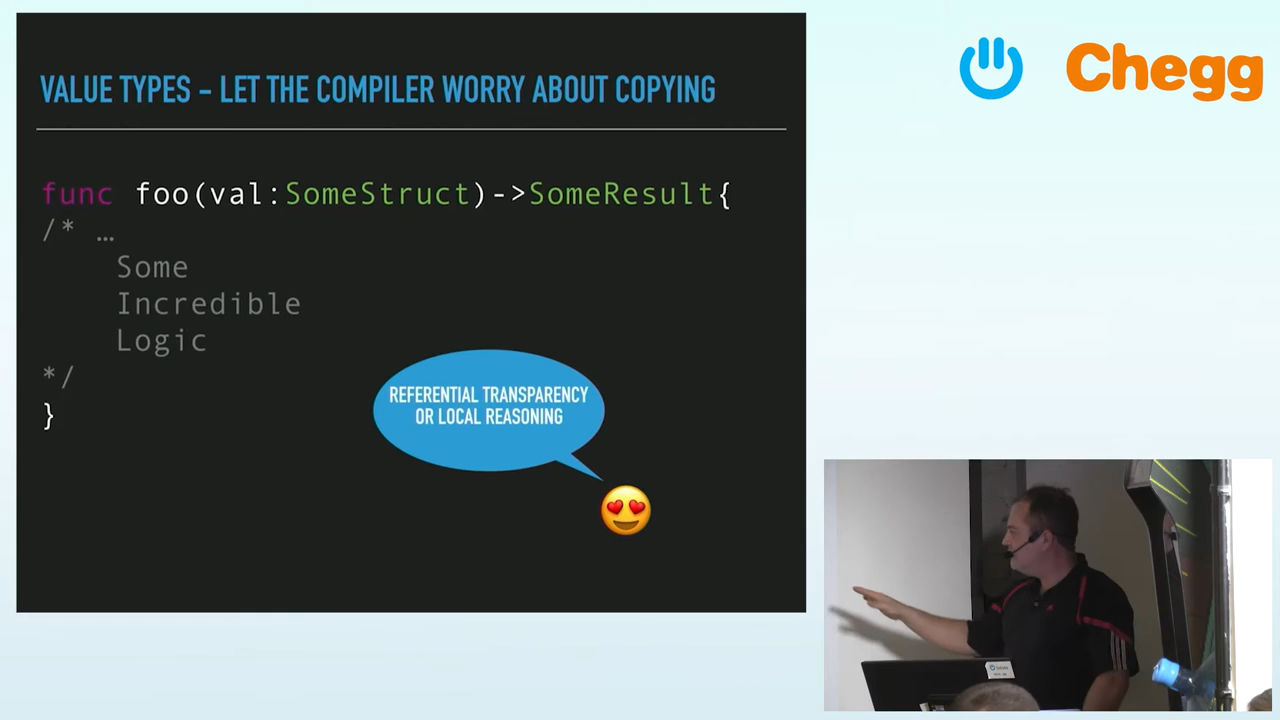 VALUE TYPES – LET THE COMPILER WORRY ABOUT COPYING
Chegg
func foo(val:SomeStruct)->SomeResult{
/* …
Some
Incredible
Logic
*/
}
REFERENTIAL TRANSPARENCY
OR LOCAL REASONING